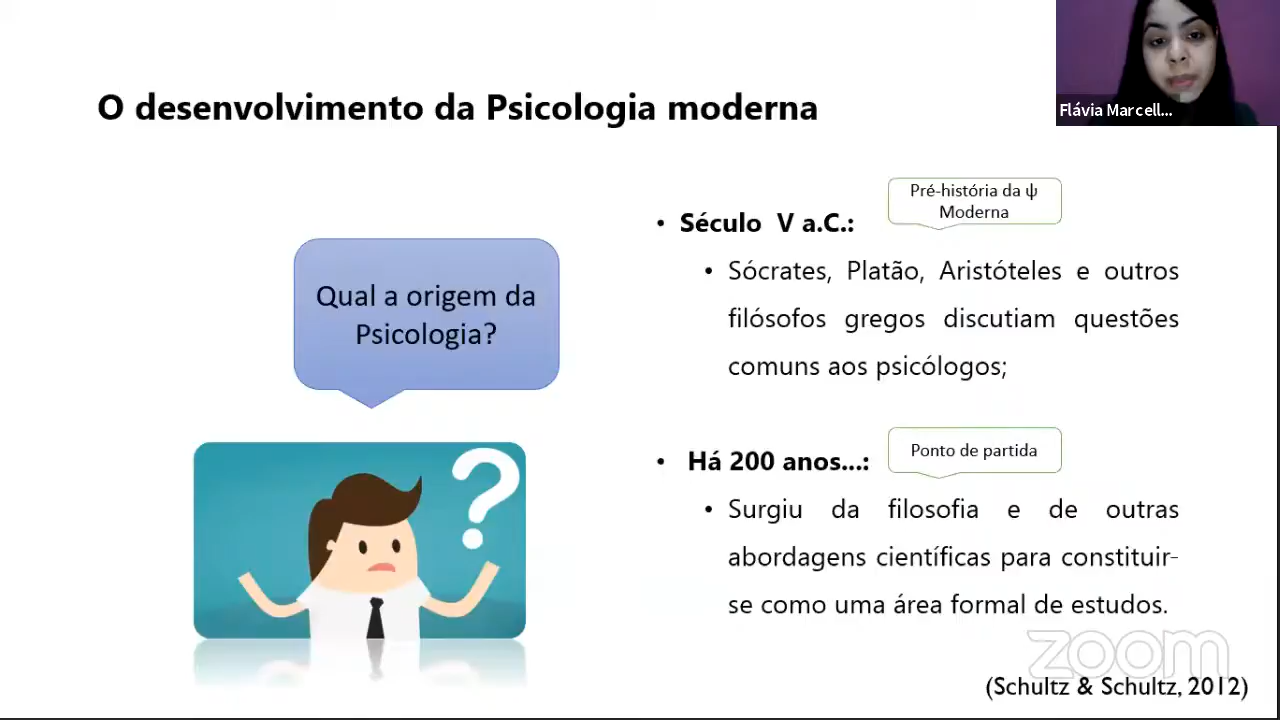 O desenvolvimento da Psicologia moderna
Flávia Marcell...
Qual a origem da
Psicologia?
?
Pré-história da ψ
Moderna
• Século V a.C.:
• Sócrates, Platão, Aristóteles e outros
filósofos gregos discutiam questões
comuns aos psicólogos;
Ponto de partida
• Há 200 anos...:
• Surgiu da filosofia e de outras
abordagens científicas para constituir-
se como uma área formal de estudos.
zoom
(Schultz & Schultz, 2012)